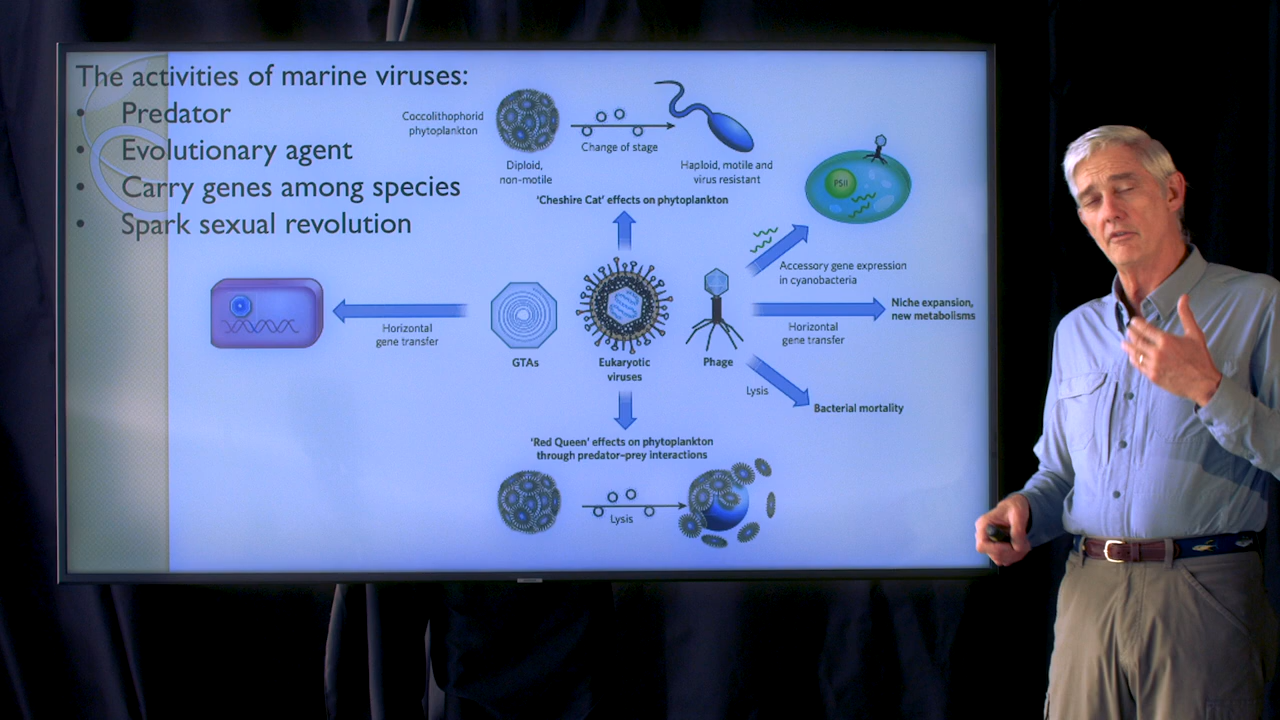 The activities of marine viruses:
• Predator
• Evolutionary agent
• Carry genes among species
• Spark sexual revolution
Coccolithophorid
phytoplankton
Change of stage
Diploid,
non-motile
Haploid, motile and
virus resistant
'Cheshire Cat' effects on phytoplankton
PSII
Accessory gene expression
in cyanobacteria
Horizontal
gene transfer
GTAs
Eukaryotic
viruses
Phage
Horizontal
gene transfer
Niche expansion,
new metabolisms
Lysis
Bacterial mortality
'Red Queen' effects on phytoplankton
through predator–prey interactions
Lysis